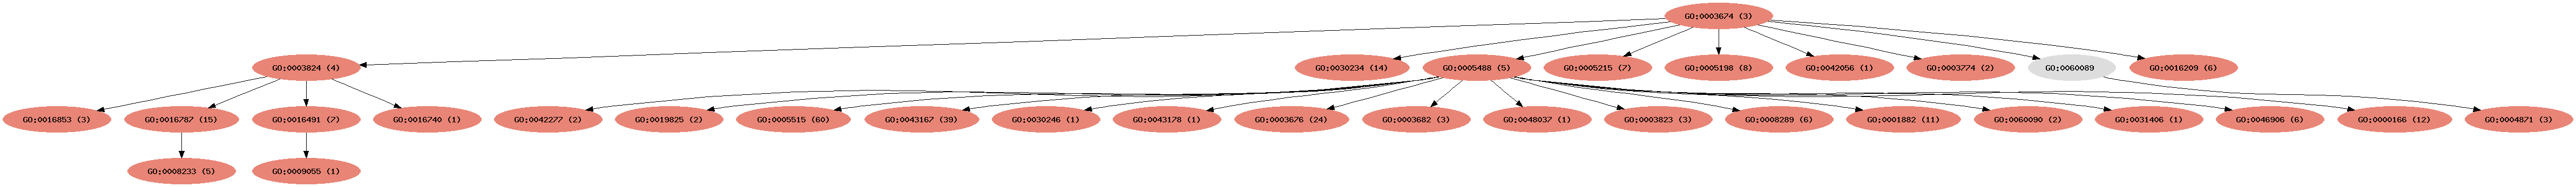 GO:0003674 (3)
GO:0003824 (4)
GO:0030234 (14)
GO:0005488 (5)
GO:0005215 (7)
GO:0005198 (8)
GO:0042056 (1)
GO:0003774 (2)
GO:0060089
GO:0016209 (6)
GO:0016853 (3)
GO:0016787 (15)
GO:0016491 (7)
GO:0016740 (1)
GO:0042277 (2)
GO:0019825 (2)
GO:0005515 (60)
GO:0043167 (39)
GO:0030246 (1)
GO:0043178 (1)
GO:0003676 (24)
GO:0003682 (3)
GO:0048037 (1)
GO:0003823 (3)
GO:0008289 (6)
GO:0001882 (11)
GO:0060090 (2)
GO:0031406 (1)
GO:0046906 (6)
GO:0000166 (12)
GO:0004871 (3)
GO:0008233 (5)
GO:0009055 (1)